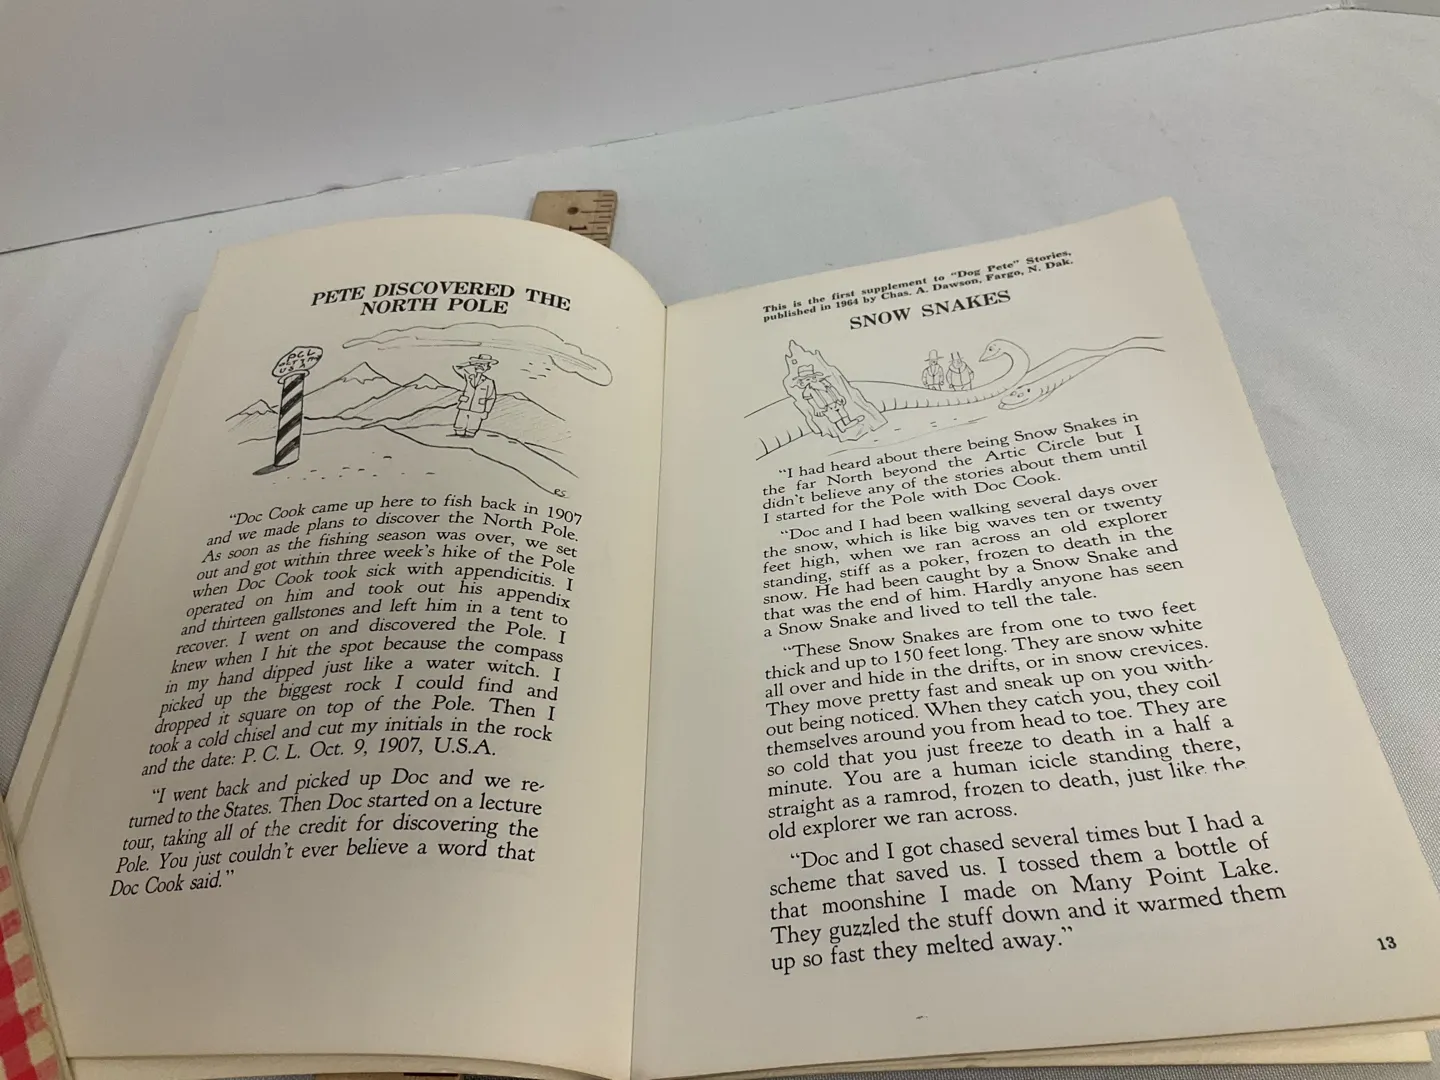 PETE DISCOVERED THE
NORTH POLE
PCL
U S
ES
"Doc Cook came up here to fish back in 1907
and we made plans to discover the North Pole.
As soon as the fishing season was over, we set
out and got within three week's hike of the Pole
when Doc Cook took sick with appendicitis. I
operated on him and took out his appendix
and thirteen gallstones and left him in a tent to
recover. I went on and discovered the Pole. I
knew when I hit the spot because the compass
in my hand dipped just like a water witch. I
picked up the biggest rock I could find and
dropped it square on top of the Pole. Then I
took a cold chisel and cut my initials in the rock
and the date: P. C. L. Oct. 9, 1907, U.S.A.
"I went back and picked up Doc and we re-
turned to the States. Then Doc started on a lecture
tour, taking all of the credit for discovering the
Pole. You just couldn't ever believe a word that
Doc Cook said."
This is the first supplement to "Dog Pete" Stories,
published in 1964 by Chas. A. Dawson, Fargo, N. Dak.
SNOW SNAKES
"I had heard about there being Snow Snakes in
the far North beyond the Artic Circle but I
didn't believe any of the stories about them until
I started for the Pole with Doc Cook.
"Doc and I had been walking several days over
the snow, which is like big waves ten or twenty
feet high, when we ran across an old explorer
standing, stiff as a poker, frozen to death in the
snow. He had been caught by a Snow Snake and
that was the end of him. Hardly anyone has seen
a Snow Snake and lived to tell the tale.
"These Snow Snakes are from one to two feet
thick and up to 150 feet long. They are snow white
all over and hide in the drifts, or in snow crevices.
They move pretty fast and sneak up on you with-
out being noticed. When they catch you, they coil
themselves around you from head to toe. They are
so cold that you just freeze to death in a half a
minute. You are a human icicle standing there,
straight as a ramrod, frozen to death, just like the
old explorer we ran across.
"Doc and I got chased several times but I had a
scheme that saved us. I tossed them a bottle of
that moonshine I made on Many Point Lake.
They guzzled the stuff down and it warmed them
up so fast they melted away."
13